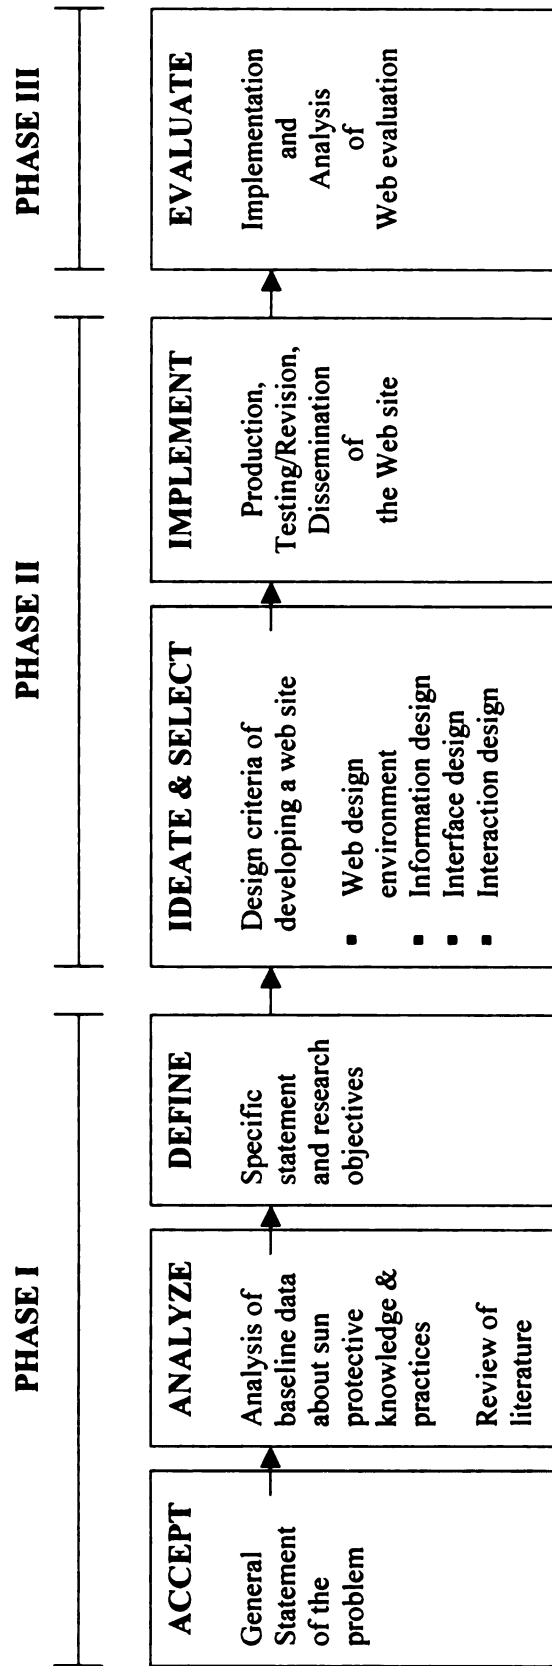 PHASE I
ACCEPT
General
Statement
of the
problem
ANALYZE
Analysis of
baseline data
about sun
protective
knowledge &
practices
Review of
literature
DEFINE
Specific
statement
and research
objectives
PHASE II
IDEATE & SELECT
Design criteria of
developing a web site
▪ Web design
environment
▪ Information design
▪ Interface design
▪ Interaction design
IMPLEMENT
Production,
Testing/Revision,
Dissemination
of
the Web site
PHASE III
EVALUATE
Implementation
and
Analysis
of
Web evaluation